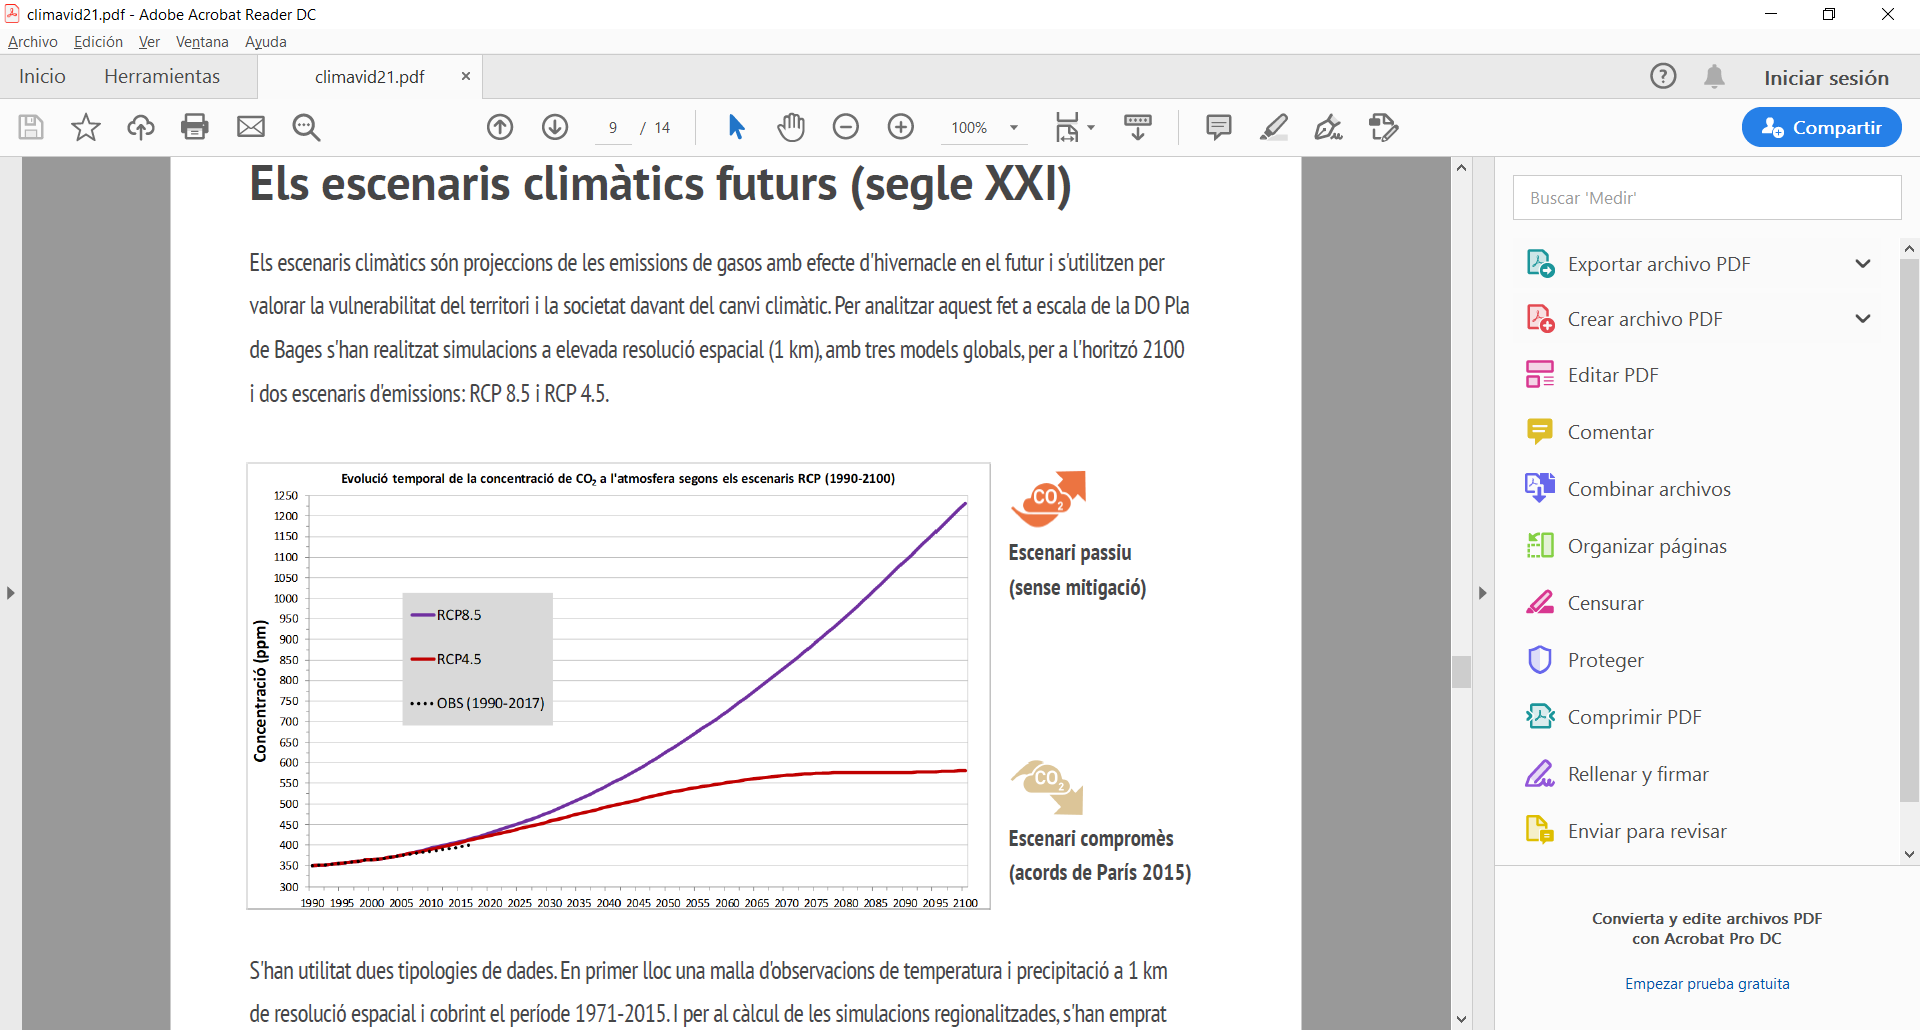 climavid21.pdf - Adobe Acrobat Reader DC
Archivo Edición Ver Ventana Ayuda
Inicio Herramientas climavid21.pdf × Iniciar sesión
9 / 14 100% Compartir
Els escenaris climàtics futurs (segle XXI)
Els escenaris climàtics són projeccions de les emissions de gasos amb efecte d'hivernacle en el futur i s'utilitzen per
valorar la vulnerabilitat del territori i la societat davant del canvi climàtic. Per analitzar aquest fet a escala de la DO Pla
de Bages s'han realitzat simulacions a elevada resolució espacial (1 km), amb tres models globals, per a l'horitzó 2100
i dos escenaris d'emissions: RCP 8.5 i RCP 4.5.
Evolució temporal de la concentració de CO₂ a l'atmosfera segons els escenaris RCP (1990-2100)
Concentració (ppm)
1250
1200
1150
1100
1050
1000
950
900
850
800
750
700
650
600
550
500
450
400
350
300
RCP8.5
RCP4.5
OBS (1990-2017)
1990 1995 2000 2005 2010 2015 2020 2025 2030 2035 2040 2045 2050 2055 2060 2065 2070 2075 2080 2085 2090 2095 2100
CO₂
Escenari passiu
(sense mitigació)
CO₂
Escenari compromès
(acords de París 2015)
S'han utilitat dues tipologies de dades. En primer lloc una malla d'observacions de temperatura i precipitació a 1 km
de resolució espacial i cobrint el període 1971-2015. I per al càlcul de les simulacions regionalitzades, s'han emprat
Buscar 'Medir'
Exportar archivo PDF
Crear archivo PDF
Editar PDF
Comentar
Combinar archivos
Organizar páginas
Censurar
Proteger
Comprimir PDF
Rellenar y firmar
Enviar para revisar
Convierta y edite archivos PDF
con Acrobat Pro DC
Empezar prueba gratuita